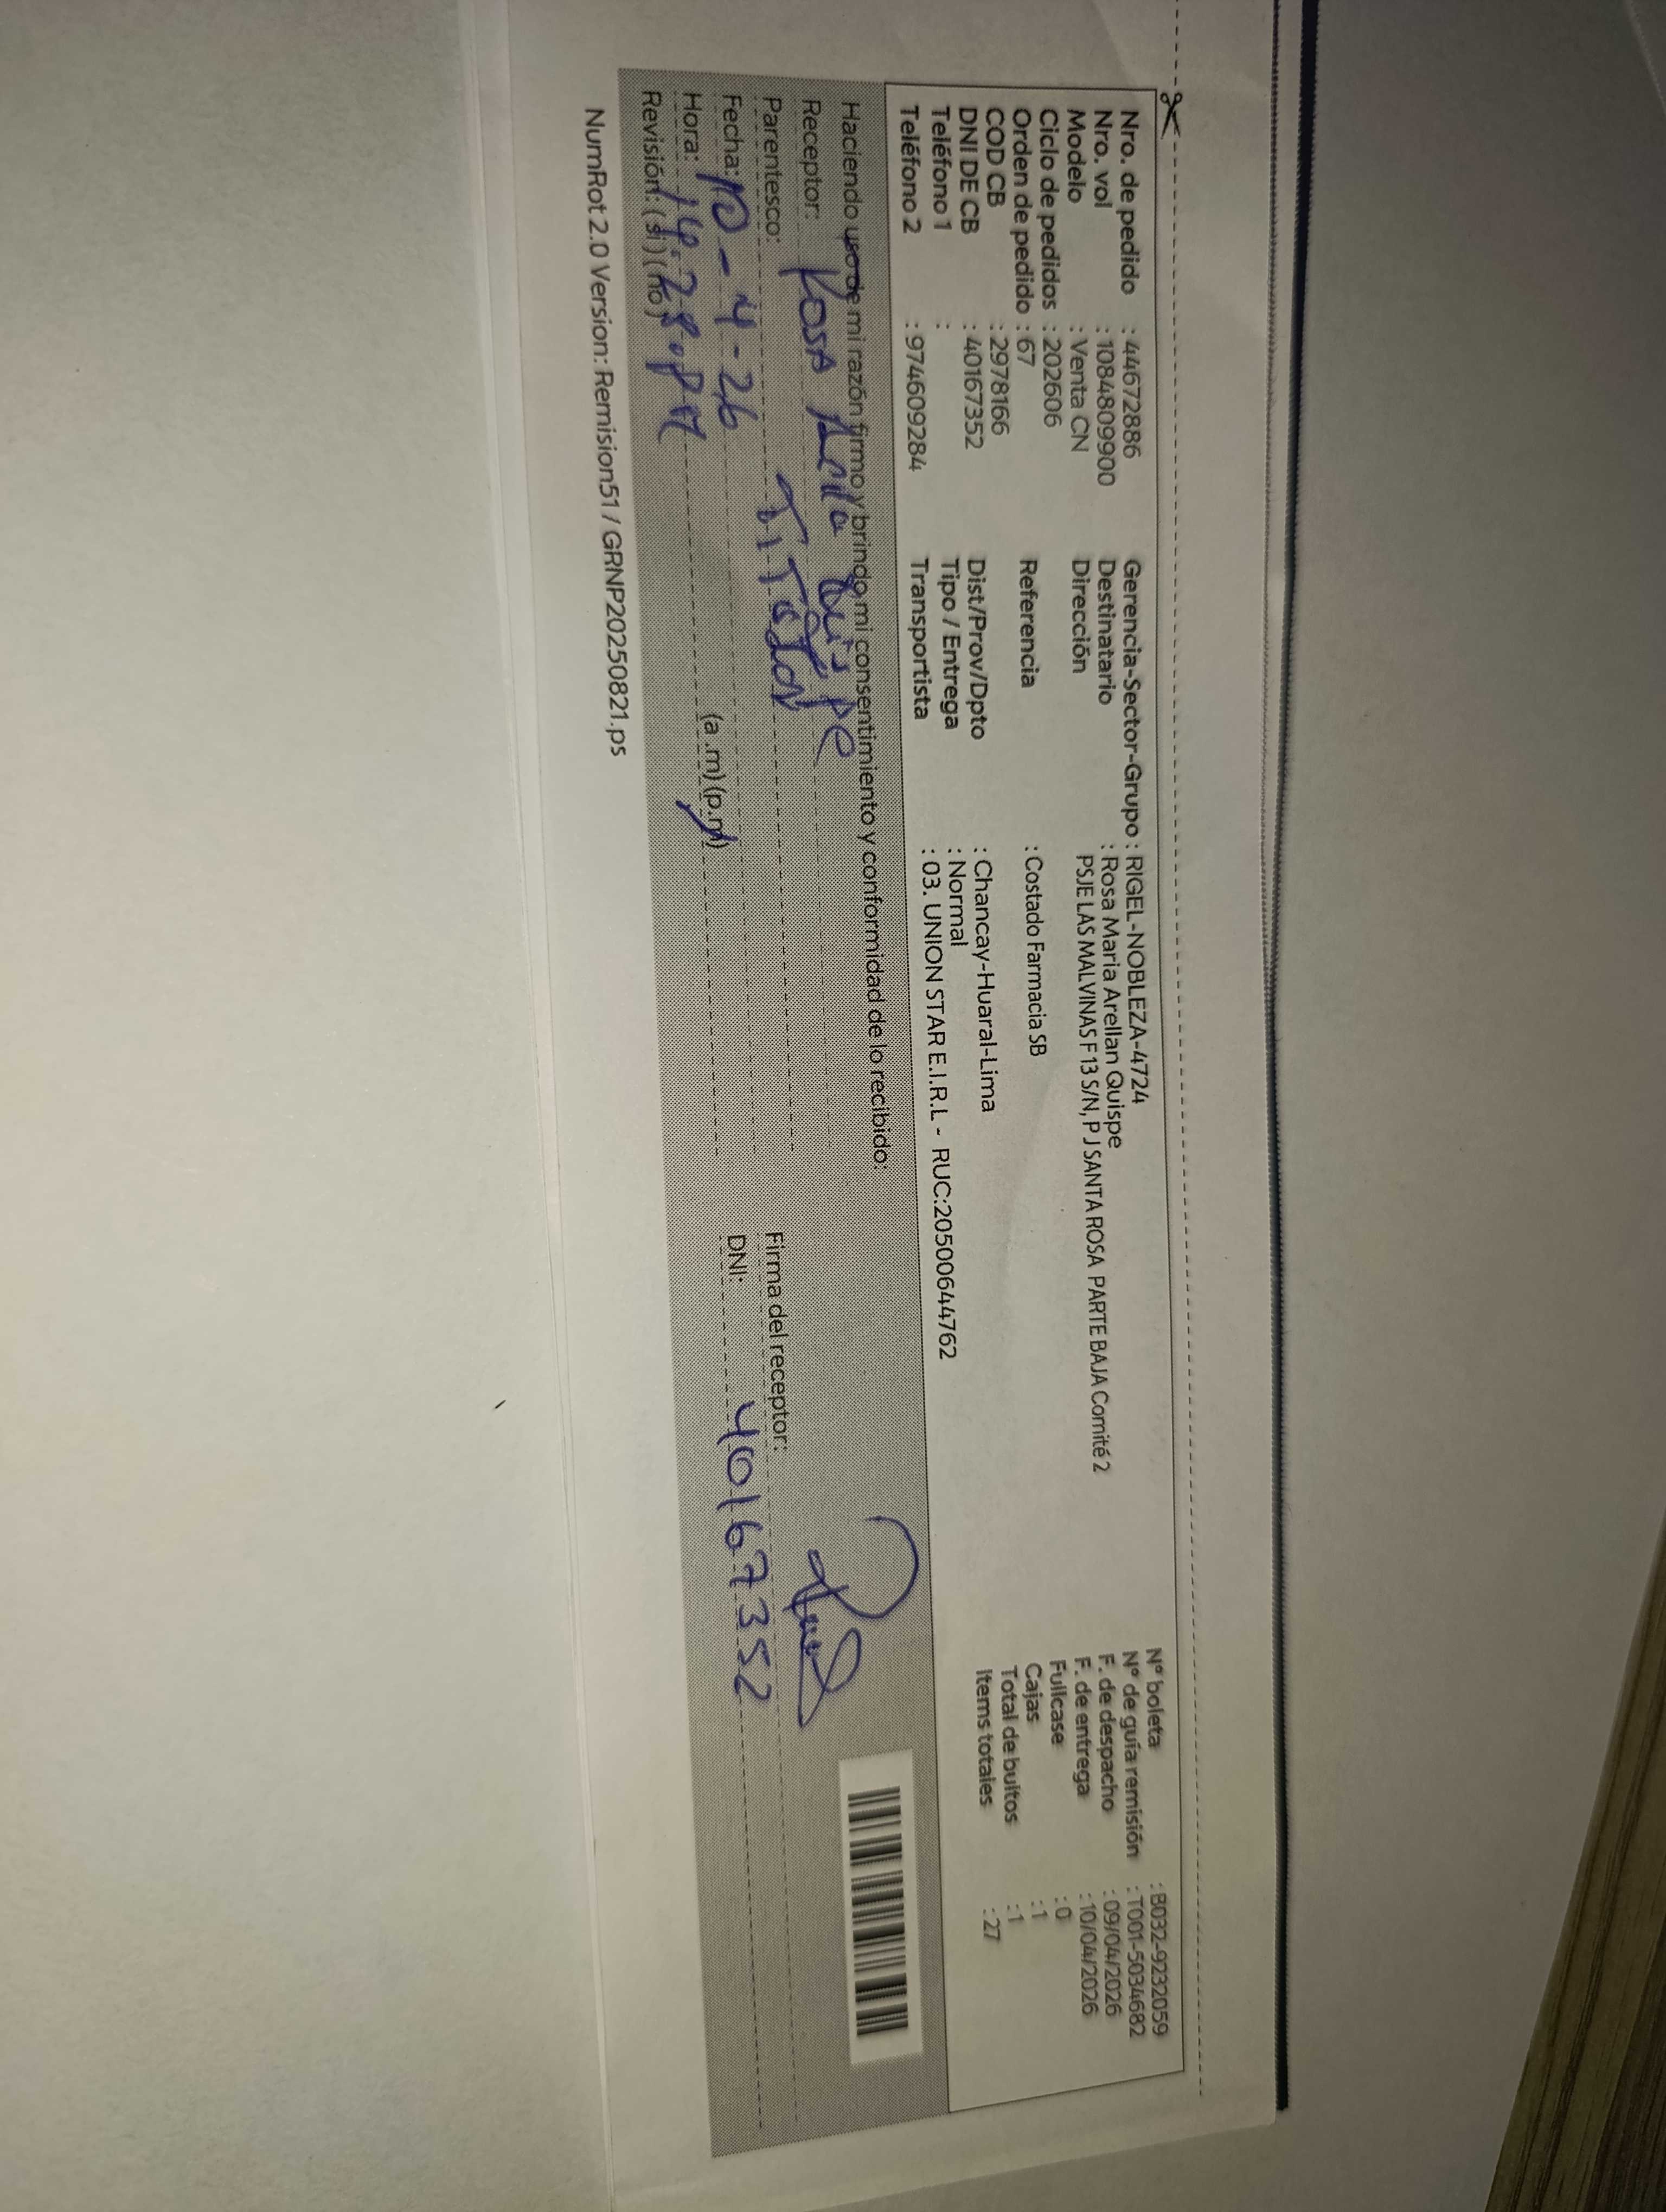 Nro. de pedido : 44672886
Nro. vol : 1084809900
Modelo : Venta CN
Ciclo de pedidos : 202606
Orden de pedido : 67
COD CB : 2978166
DNI DE CB : 40167352
Teléfono 1 :
Teléfono 2 : 974609284
Gerencia-Sector-Grupo : RIGEL-NOBLEZA-4724
Destinatario : Rosa Maria Arellan Quispe
Dirección PSJE LAS MALVINAS F 13 S/N, P J SANTA ROSA PARTE BAJA Comité 2
Referencia : Costado Farmacia SB
Dist/Prov/Dpto : Chancay-Huaral-Lima
Tipo / Entrega : Normal
Transportista : 03. UNION STAR E.I.R.L - RUC:20500644762
N° boleta : B032-9232059
N° de guía remisión : T001-5034682
F. de despacho : 09/04/2026
F. de entrega : 10/04/2026
Fullcase : 0
Cajas : 1
Total de bultos : 1
Items totales : 27
Haciendo uso de mi razón firmo y brindo mi consentimiento y conformidad de lo recibido:
Receptor: Rosa Quispe
Parentesco: Titular
Fecha: 10-4-26
Hora: 14:28 (a.m) (p.m)
Revisión: (si) (no)
Firma del receptor:
DNI: 40167352
NumRot 2.0 Version: Remision51 / GRNP20250821.ps